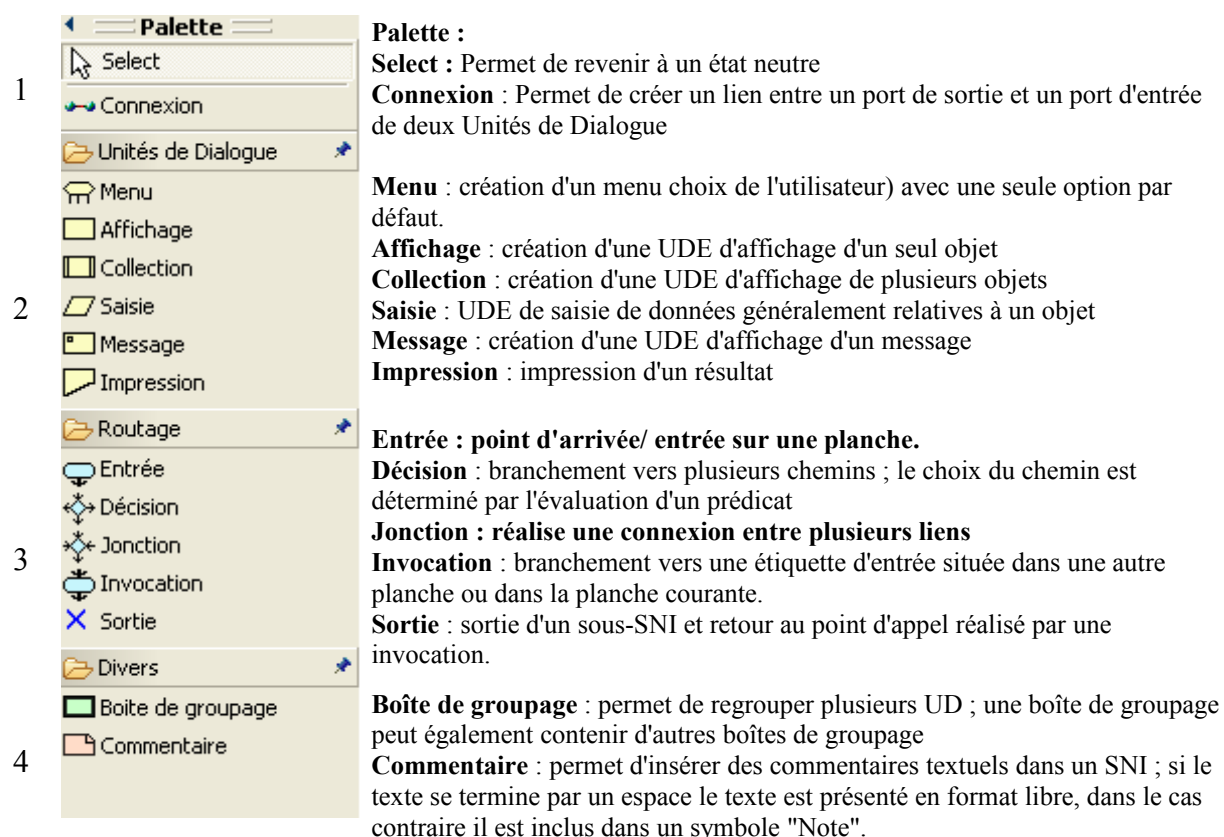 Palette
Select
1
Connexion
Unités de Dialogue
Menu
Affichage
Collection
2
Saisie
Message
Impression
Routage
Entrée
Décision
Jonction
3
Invocation
Sortie
Divers
Boite de groupage
Commentaire
4
Palette :
Select : Permet de revenir à un état neutre
Connexion : Permet de créer un lien entre un port de sortie et un port d'entrée
de deux Unités de Dialogue
Menu : création d'un menu choix de l'utilisateur) avec une seule option par
défaut.
Affichage : création d'une UDE d'affichage d'un seul objet
Collection : création d'une UDE d'affichage de plusieurs objets
Saisie : UDE de saisie de données généralement relatives à un objet
Message : création d'une UDE d'affichage d'un message
Impression : impression d'un résultat
Entrée : point d'arrivée/ entrée sur une planche.
Décision : branchement vers plusieurs chemins ; le choix du chemin est
déterminé par l'évaluation d'un prédicat
Jonction : réalise une connexion entre plusieurs liens
Invocation : branchement vers une étiquette d'entrée située dans une autre
planche ou dans la planche courante.
Sortie : sortie d'un sous-SNI et retour au point d'appel réalisé par une
invocation.
Boîte de groupage : permet de regrouper plusieurs UD ; une boîte de groupage
peut également contenir d'autres boîtes de groupage
Commentaire : permet d'insérer des commentaires textuels dans un SNI ; si le
texte se termine par un espace le texte est présenté en format libre, dans le cas
contraire il est inclus dans un symbole "Note".